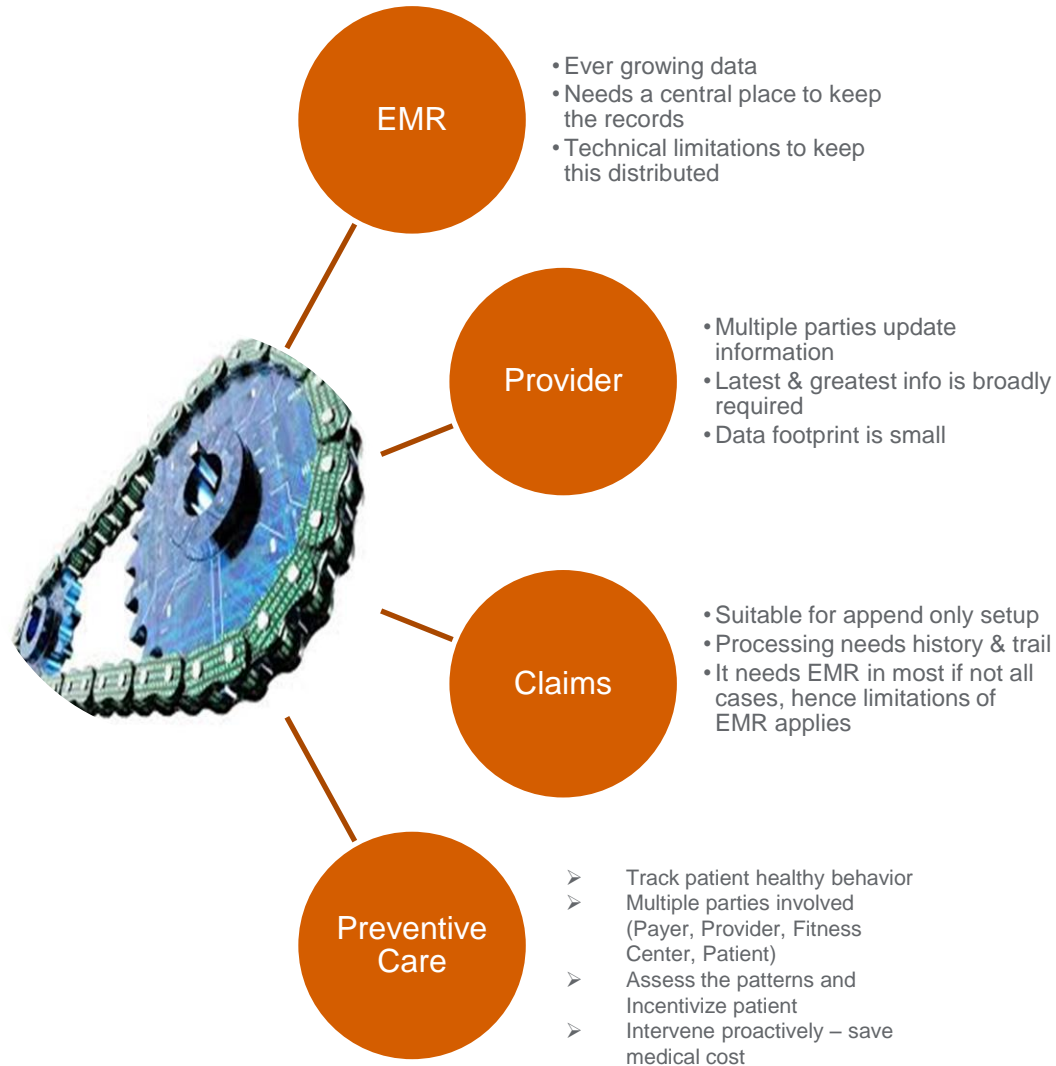 EMR
• Ever growing data
• Needs a central place to keep
the records
• Technical limitations to keep
this distributed
Provider
• Multiple parties update
information
• Latest & greatest info is broadly
required
• Data footprint is small
Claims
• Suitable for append only setup
• Processing needs history & trail
• It needs EMR in most if not all
cases, hence limitations of
EMR applies
Preventive
Care
➢ Track patient healthy behavior
➢ Multiple parties involved
(Payer, Provider, Fitness
Center, Patient)
➢ Assess the patterns and
Incentivize patient
➢ Intervene proactively – save
medical cost